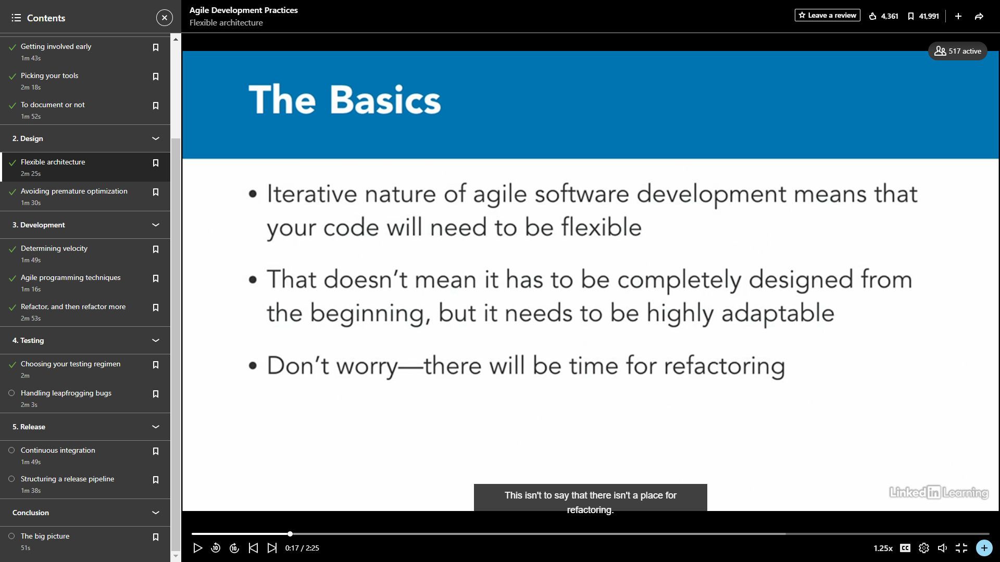 Contents
Getting involved early
1m 43s
Picking your tools
2m 18s
To document or not
1m 52s
2. Design
Flexible architecture
2m 25s
Avoiding premature optimization
1m 30s
3. Development
Determining velocity
1m 49s
Agile programming techniques
1m 16s
Refactor, and then refactor more
2m 53s
4. Testing
Choosing your testing regimen
2m
Handling leapfrogging bugs
2m 3s
5. Release
Continuous integration
1m 49s
Structuring a release pipeline
1m 38s
Conclusion
The big picture
51s
Agile Development Practices
Flexible architecture
Leave a review
4,361
41,991
517 active
The Basics
• Iterative nature of agile software development means that
your code will need to be flexible
• That doesn't mean it has to be completely designed from
the beginning, but it needs to be highly adaptable
• Don't worry—there will be time for refactoring
Linked in Learning
This isn't to say that there isn't a place for
refactoring.
10
10
0:17 / 2:25
1.25x
CC